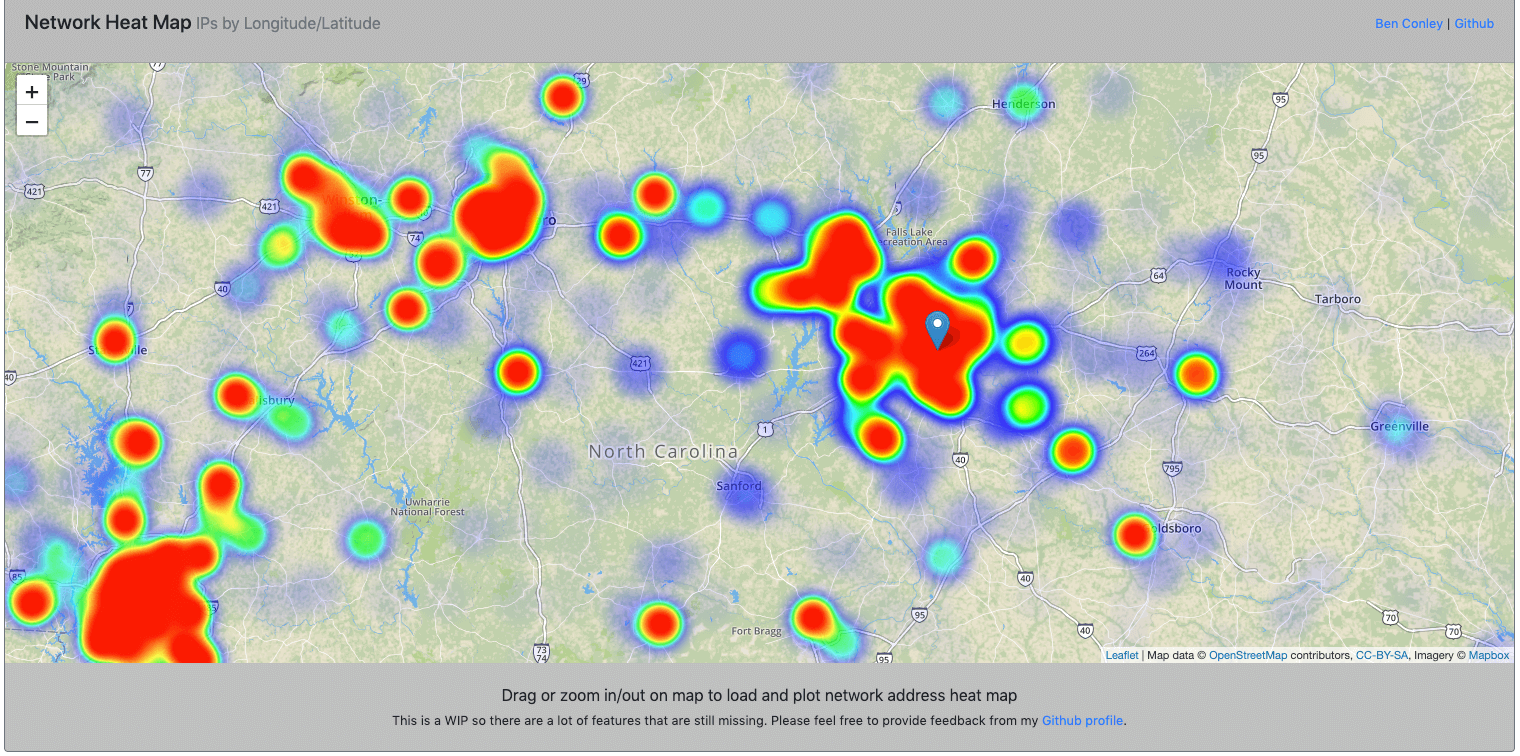 Network Heat Map IPs by Longitude/Latitude
Ben Conley | Github
Stone Mountain
Park
+
−
77
29
95
Henderson
95
77
421
421
Winston-
74
ro
Falls Lake
creation Area
40
64
Rocky
Mount
Tarboro
40
421
264
lsbury
1
North Carolina
Greenville
40
795
Sanford
Uwharrie
National Forest
ldsboro
85
40
95
70
40
70
Fort Bragg
73
74
95
Leaflet | Map data © OpenStreetMap contributors, CC-BY-SA, Imagery © Mapbox
Drag or zoom in/out on map to load and plot network address heat map
This is a WIP so there are a lot of features that are still missing. Please feel free to provide feedback from my Github profile.